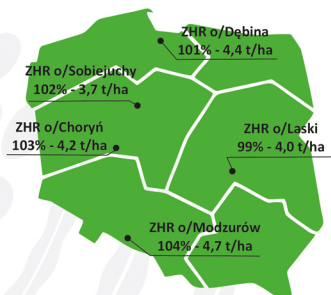 ZHR o/Dębina
101% - 4,4 t/ha
ZHR o/Sobiejuchy
102% - 3,7 t/ha
ZHR o/Choryń
103% - 4,2 t/ha
ZHR o/Laski
99% - 4,0 t/ha
ZHR o/Modzurów
104% - 4,7 t/ha